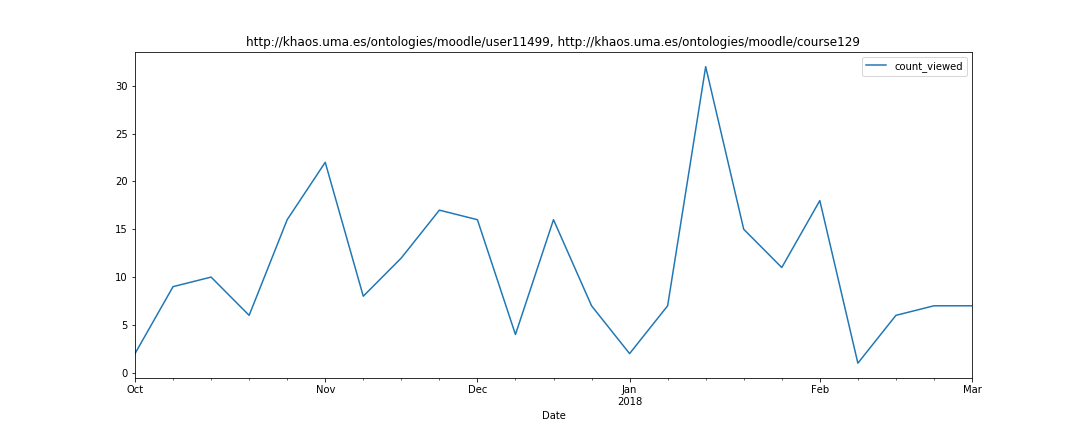 http://khaos.uma.es/ontologies/moodle/user11499, http://khaos.uma.es/ontologies/moodle/course129
count_viewed
30
25
20
15
10
5
0
Oct Nov Dec Jan Feb Mar
2018
Date